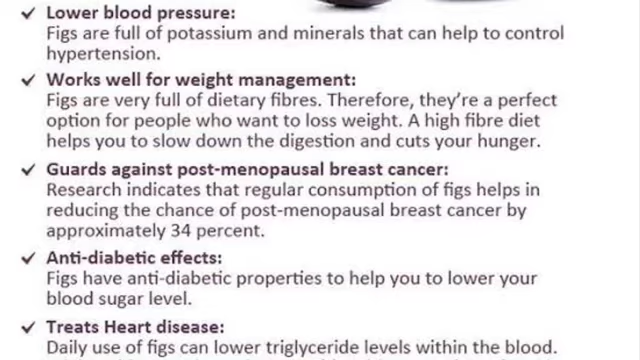 ✓ Lower blood pressure:
Figs are full of potassium and minerals that can help to control
hypertension.
✓ Works well for weight management:
Figs are very full of dietary fibres. Therefore, they're a perfect
option for people who want to loss weight. A high fibre diet
helps you to slow down the digestion and cuts your hunger.
✓ Guards against post-menopausal breast cancer:
Research indicates that regular consumption of figs helps in
reducing the chance of post-menopausal breast cancer by
approximately 34 percent.
✓ Anti-diabetic effects:
Figs have anti-diabetic properties to help you to lower your
blood sugar level.
✓ Treats Heart disease:
Daily use of figs can lower triglyceride levels within the blood.